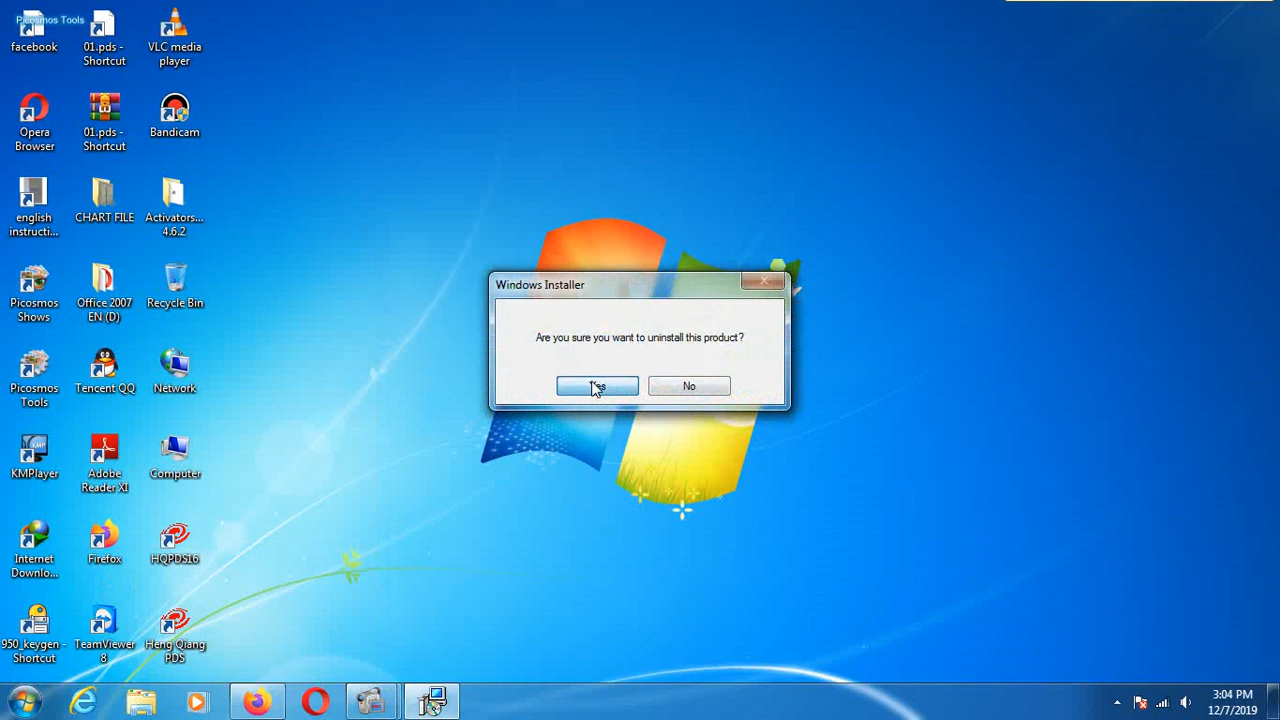 Picosmos Tools
facebook
01.pds -
Shortcut
VLC media
player
Opera
Browser
01.pds -
Shortcut
Bandicam
english
instructi...
CHART FILE
Activators...
4.6.2
Picosmos
Shows
Office 2007
EN (D)
Recycle Bin
Picosmos
Tools
Tencent QQ
Network
KMPlayer
Adobe
Reader XI
Computer
Internet
Downlo...
Firefox
HQPDS16
950_keygen -
Shortcut
TeamViewer
8
Heng Qiang
PDS
Windows Installer
Are you sure you want to uninstall this product?
Yes
No
3:04 PM
12/7/2019